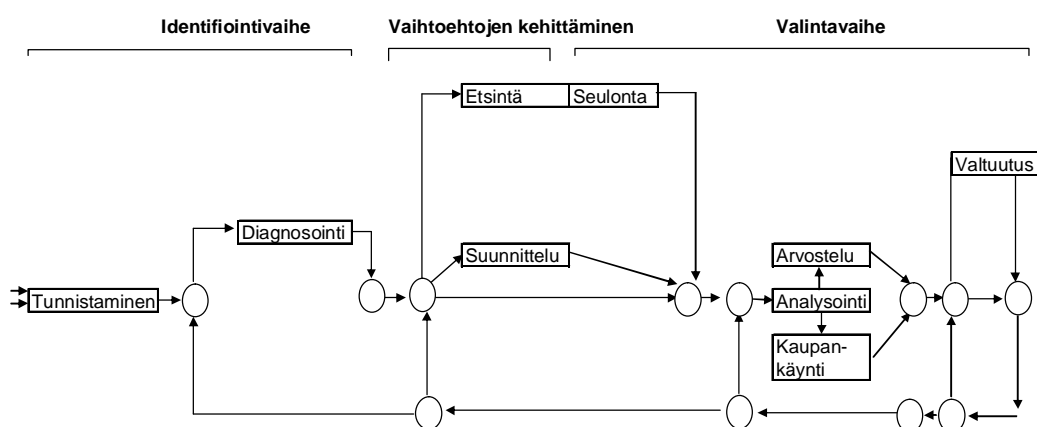 Identifiointivaihe
Vaihtoehtojen kehittäminen
Valintavaihe
Etsintä
Seulonta
Valtuutus
Diagnosointi
Suunnittelu
Arvostelu
Tunnistaminen
Analysointi
Kaupan-
käynti